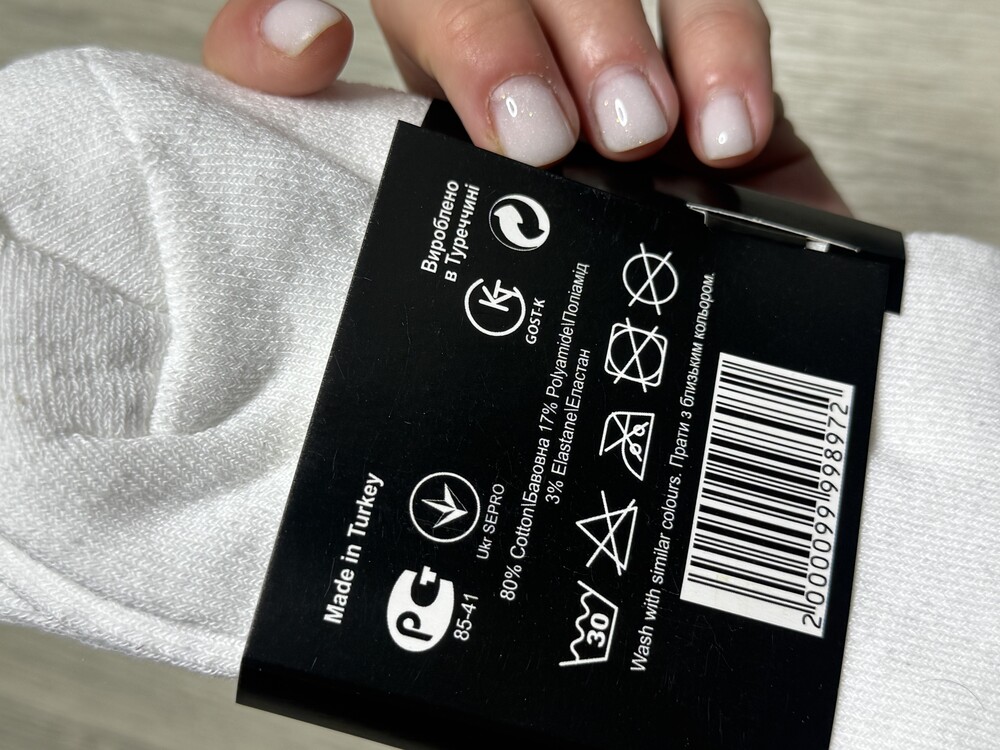 Made in Turkey
Вироблено
в Туреччині
РС
85-41
Ukr SEPRO
GOST-K
80% Cotton\Бавовна 17% Polyamide\Поліамід
3% Elastane\Еластан
30
Wash with similar colours. Прати з близьким кольором.
2000099998972